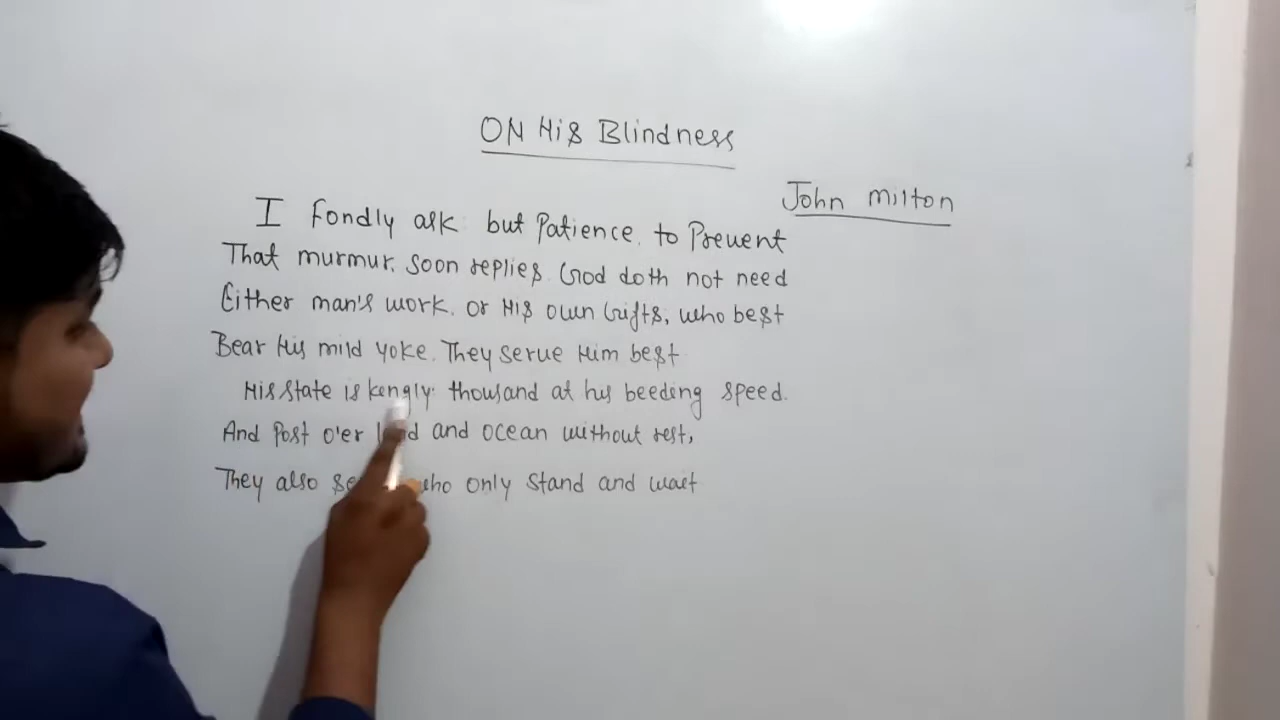 ON His Blindness
John Milton
I fondly ask but Patience. to Prevent
That murmur. soon replies God doth not need
Either man's work. or His own Gifts, who best
Bear His mild yoke. They serve Him best
His state is kengly. thousand at his beeding speed.
And Post o'er land and ocean without rest,
They also who only stand and wait